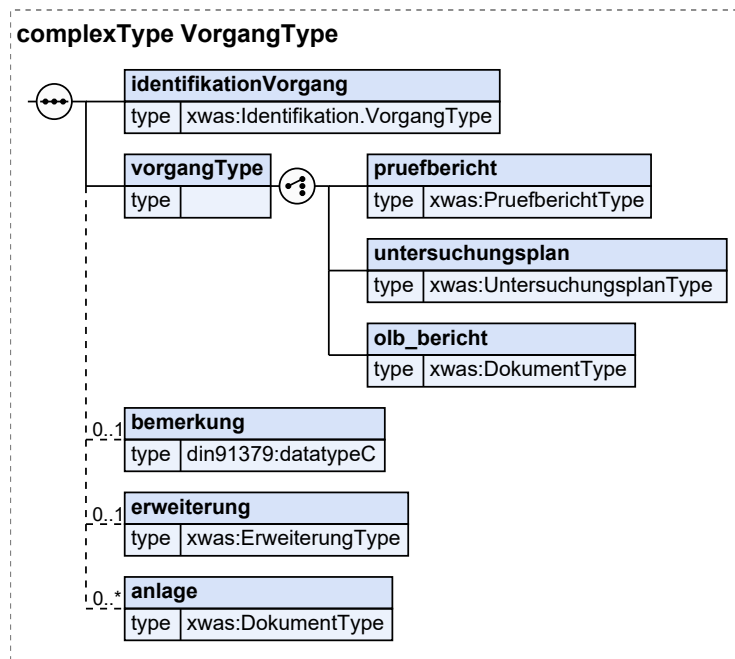 complexType VorgangType
identifikationVorgang
type xwas:Identifikation.VorgangType
vorgangType
type
pruefbericht
type xwas:PruefberichtType
untersuchungsplan
type xwas:UntersuchungsplanType
olb_bericht
type xwas:DokumentType
0..1
bemerkung
type din91379:datatypeC
0..1
erweiterung
type xwas:ErweiterungType
0..*
anlage
type xwas:DokumentType